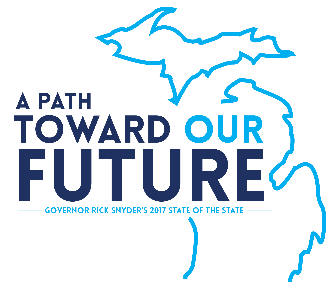 A PATH
TOWARD OUR
FUTURE
GOVERNOR RICK SNYDER'S 2017 STATE OF THE STATE